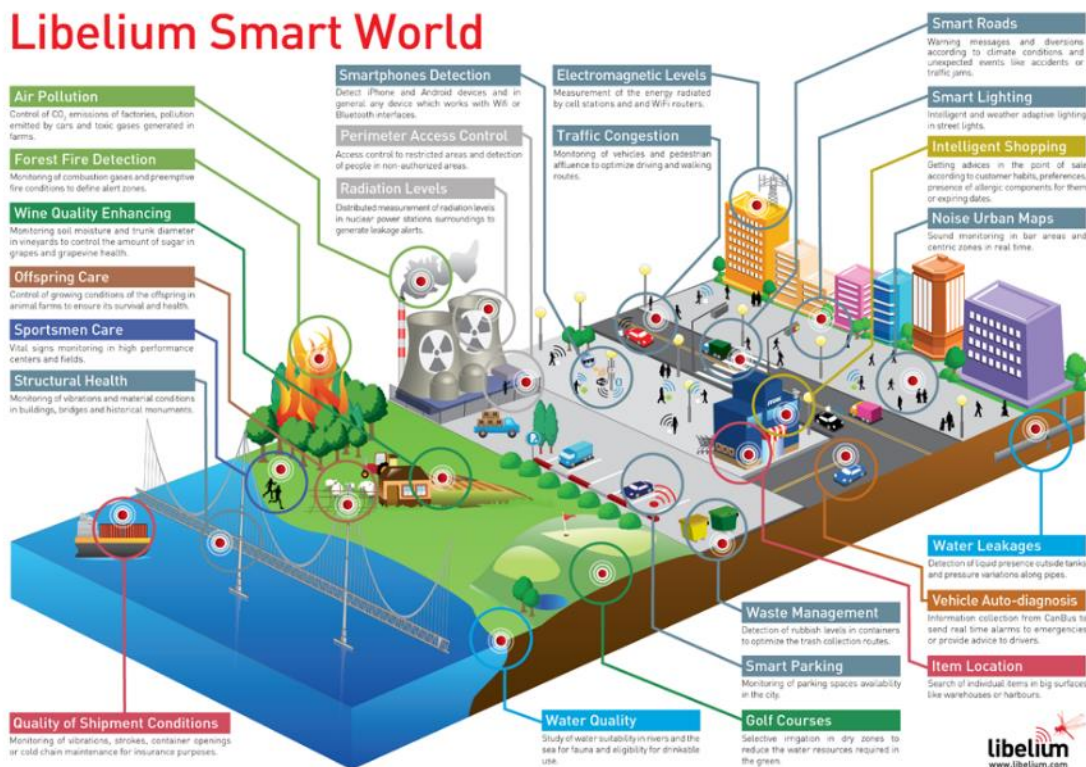 Libelium Smart World
Air Pollution
Control of CO₂ emissions of factories, pollution
emitted by cars and toxic gases generated in
farms.
Forest Fire Detection
Monitoring of combustion gases and preemptive
fire conditions to define alert zones.
Wine Quality Enhancing
Monitoring soil moisture and trunk diameter
in vineyards to control the amount of sugar in
grapes and grapevine health.
Offspring Care
Control of growing conditions of the offspring in
animal farms to ensure its survival and health.
Sportsmen Care
Vital signs monitoring in high performance
centers and fields.
Structural Health
Monitoring of vibrations and material conditions
in buildings, bridges and historical monuments.
Quality of Shipment Conditions
Monitoring of vibrations, strokes, container openings
or cold chain maintenance for insurance purposes.
Smartphones Detection
Detect iPhone and Android devices and in
general any device which works with Wifi or
Bluetooth interfaces.
Perimeter Access Control
Access control to restricted areas and detection
of people in non-authorized areas.
Radiation Levels
Distributed measurement of radiation levels
in nuclear power stations surroundings to
generate leakage alerts.
Electromagnetic Levels
Measurement of the energy radiated
by cell stations and and WiFi routers.
Traffic Congestion
Monitoring of vehicles and pedestrian
affluence to optimize driving and walking
routes.
Smart Roads
Warning messages and diversions
according to climate conditions and
unexpected events like accidents or
traffic jams.
Smart Lighting
Intelligent and weather adaptive lighting
in street lights.
Intelligent Shopping
Getting advices in the point of sale
according to customer habits, preferences,
presence of allergic components for them
or expiring dates.
Noise Urban Maps
Sound monitoring in bar areas and
centric zones in real time.
P
Water Leakages
Detection of liquid presence outside tanks
and pressure variations along pipes.
Vehicle Auto-diagnosis
Information collection from CanBus to
send real time alarms to emergencies
or provide advice to drivers.
Item Location
Search of individual items in big surfaces
like warehouses or harbours.
Waste Management
Detection of rubbish levels in containers
to optimize the trash collection routes.
Smart Parking
Monitoring of parking spaces availability
in the city.
Golf Courses
Selective irrigation in dry zones to
reduce the water resources required in
the green.
Water Quality
Study of water suitability in rivers and the
sea for fauna and eligibility for drinkable
use.
libelium
www.libelium.com